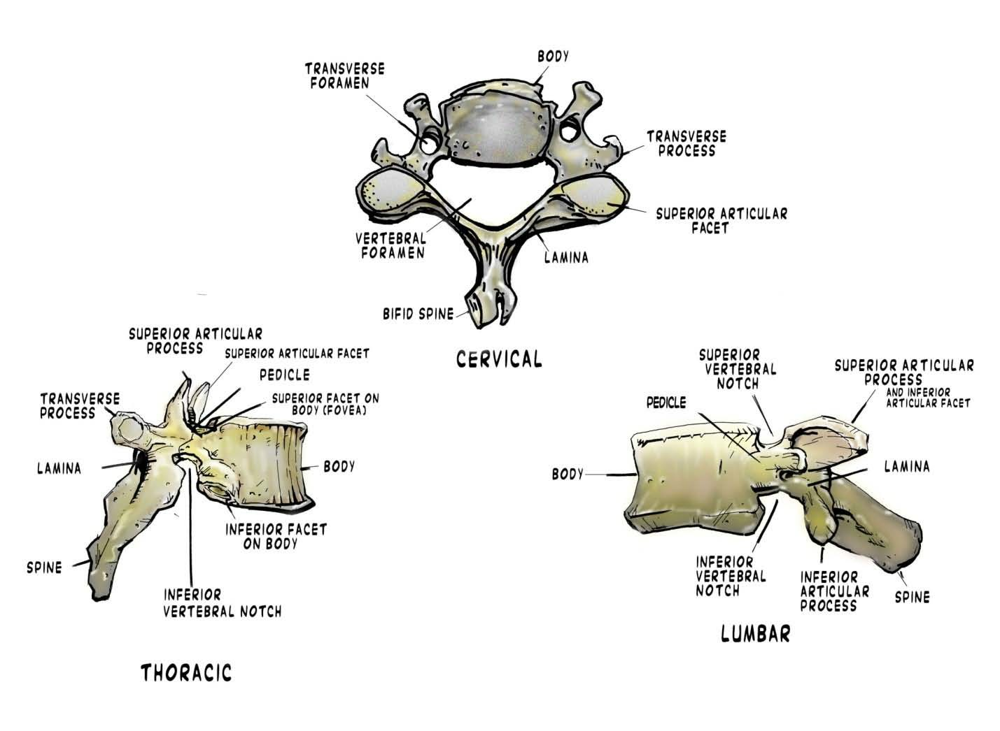 BODY
TRANSVERSE
FORAMEN
TRANSVERSE
PROCESS
SUPERIOR ARTICULAR
FACET
VERTEBRAL
FORAMEN
LAMINA
BIFID SPINE
CERVICAL
SUPERIOR ARTICULAR
PROCESS
SUPERIOR ARTICULAR FACET
PEDICLE
SUPERIOR FACET ON
BODY (FOVEA)
TRANSVERSE
PROCESS
LAMINA
BODY
INFERIOR FACET
ON BODY
SPINE
INFERIOR
VERTEBRAL NOTCH
THORACIC
SUPERIOR
VERTEBRAL
NOTCH
SUPERIOR ARTICULAR
PROCESS
AND INFERIOR
ARTICULAR FACET
PEDICLE
BODY
LAMINA
INFERIOR
VERTEBRAL
NOTCH
INFERIOR
ARTICULAR
PROCESS
SPINE
LUMBAR